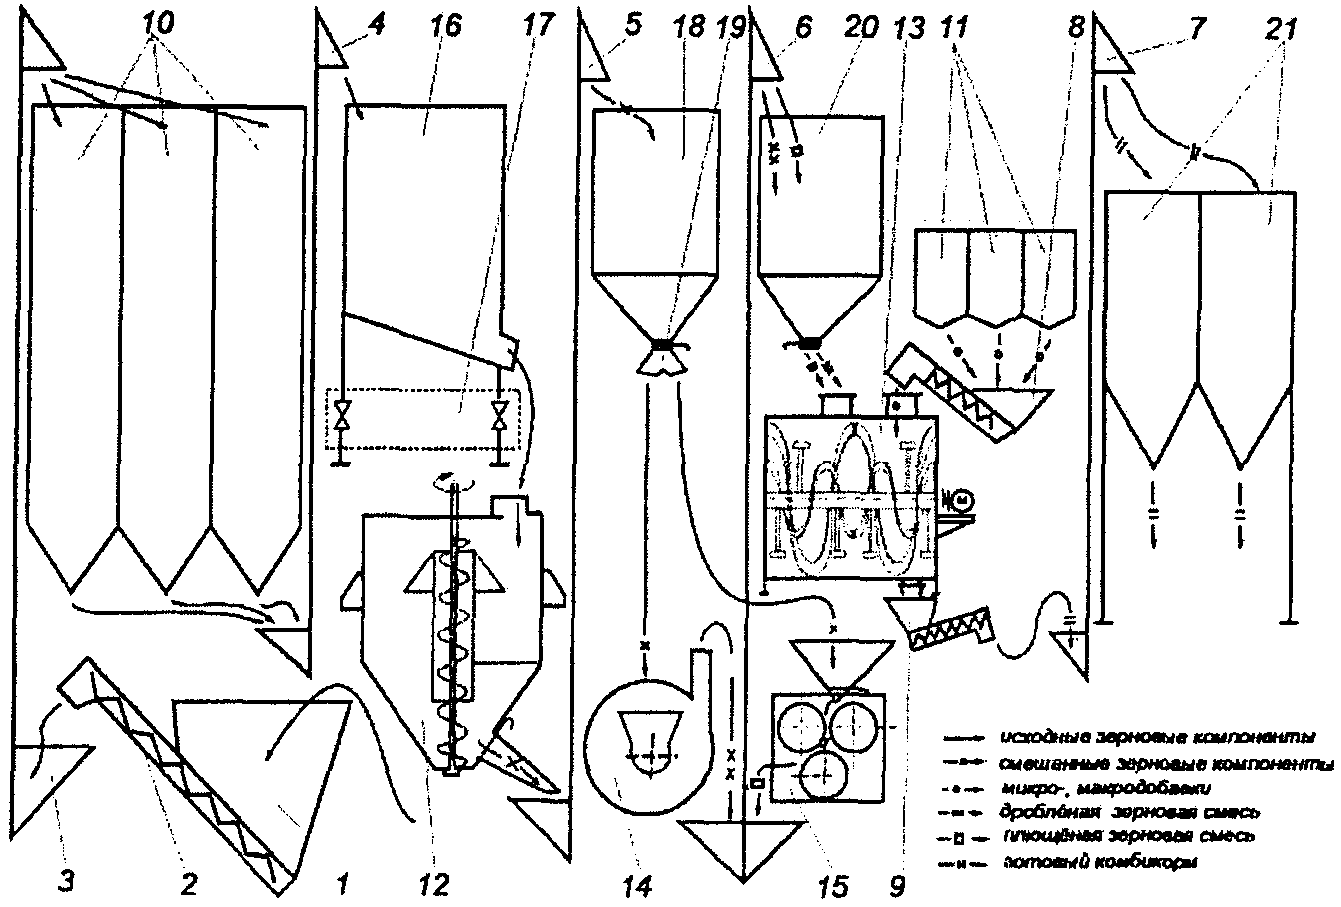 10 4 16 17 5 18 19 6 20 13 11 8 7 21
исходные зерновые компоненты
смешанные зерновые компоненты
микро-, макродобавки
дроблёная зерновая смесь
плющёная зерновая смесь
готовый комбикорм
3 2 1 12 14 15 9